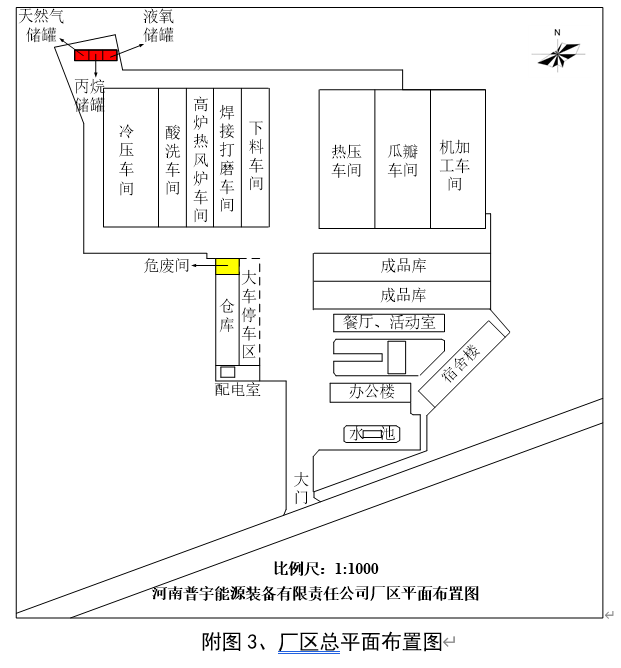 天然气
储罐
液氧
储罐
N
丙烷
储罐
冷压车间
酸洗车间
高炉热风炉车间
焊接打磨车间
下料车间
热压
车间
瓜瓣
车间
机加
工车
间
危废间
大车停车区
仓库
配电室
成品库
成品库
餐厅、活动室
宿舍楼
办公楼
水池
大门
比例尺：1:1000
河南普宇能源装备有限责任公司厂区平面布置图
附图 3、厂区总平面布置图